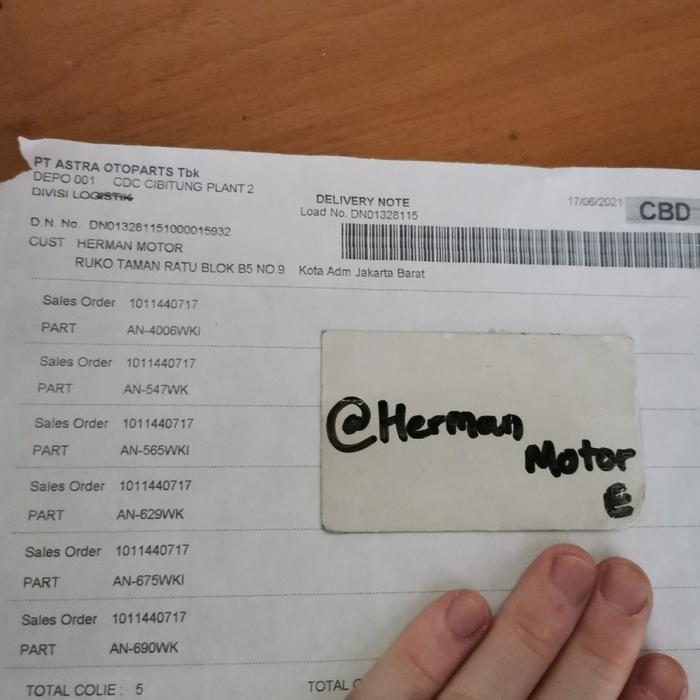 PT ASTRA OTOPARTS Tbk
DEPO 001 CDC CIBITUNG PLANT 2
DIVISI LOGISTIK
DELIVERY NOTE
Load No. DN01328115
17/06/2021
CBD
D.N. No. DN013281151000015932
CUST HERMAN MOTOR
RUKO TAMAN RATU BLOK B5 NO.9 Kota Adm Jakarta Barat
Sales Order 1011440717
PART AN-4006WKI
Sales Order 1011440717
PART AN-547WK
Sales Order 1011440717
PART AN-565WKI
Sales Order 1011440717
PART AN-629WK
Sales Order 1011440717
PART AN-675WKI
Sales Order 1011440717
PART AN-690WK
TOTAL COLIE : 5 TOTAL
@Herman
Motor